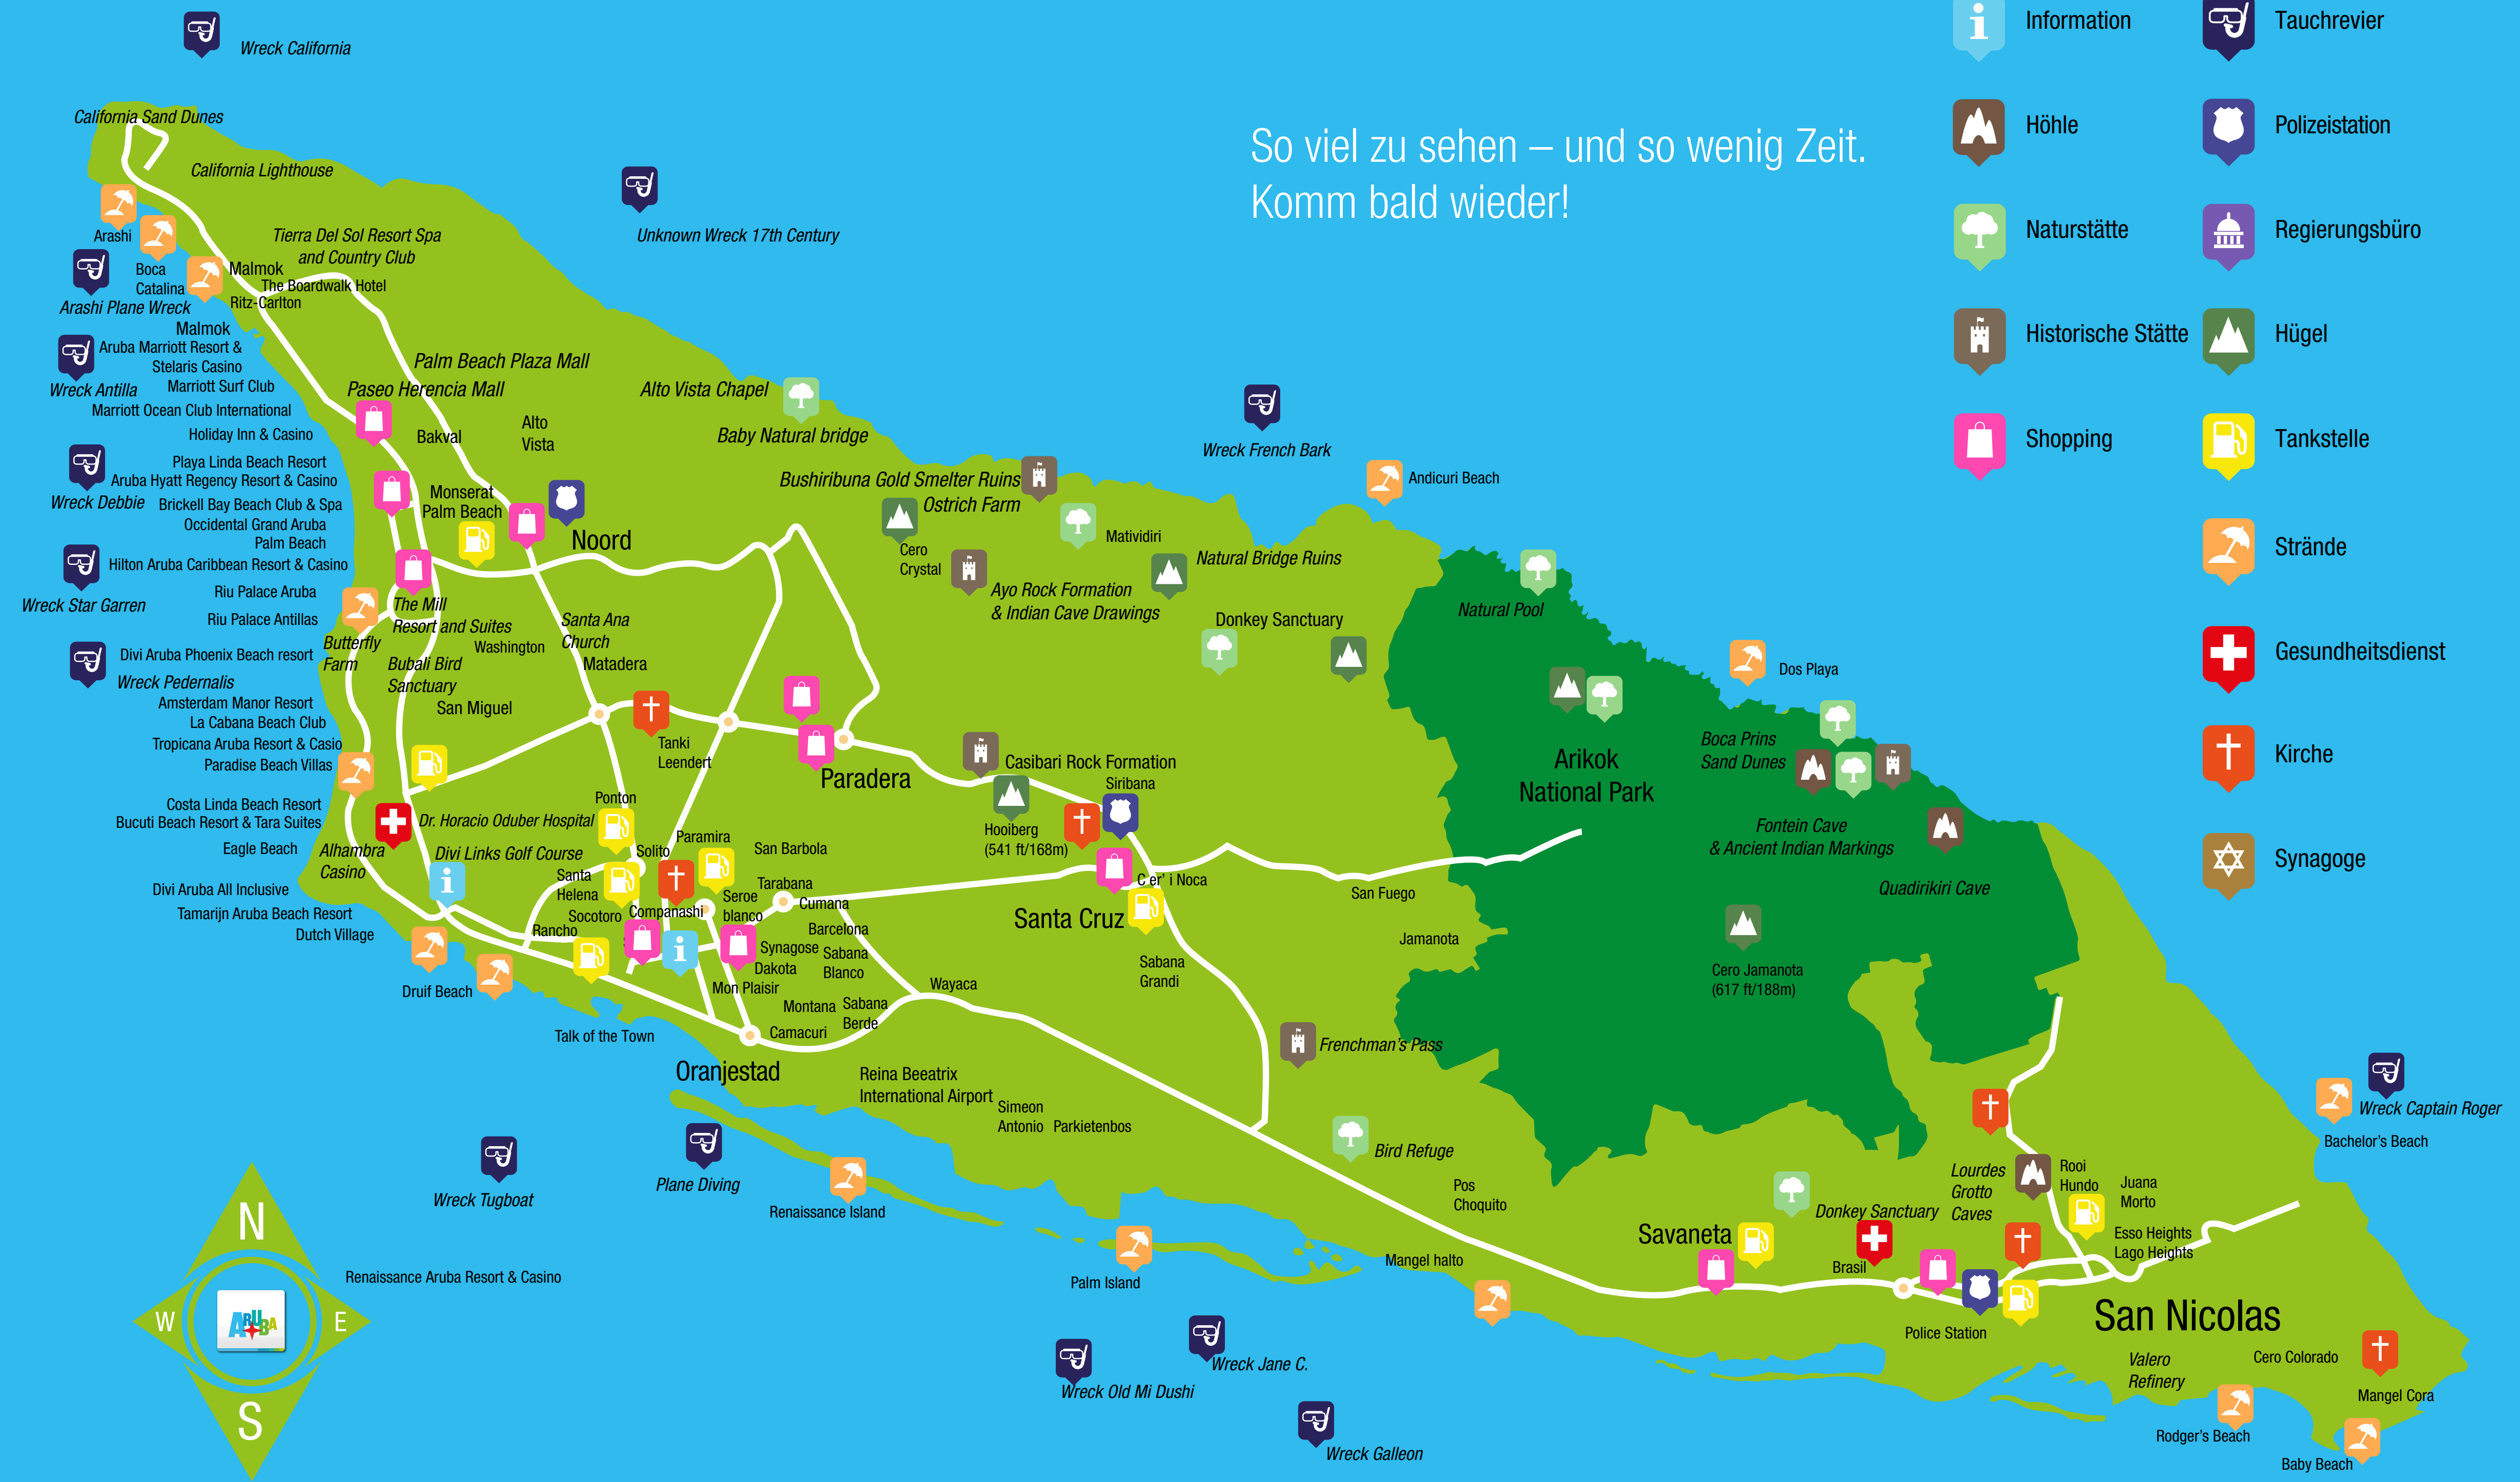 Wreck California
California Sand Dunes
California Lighthouse
Arashi
Boca
Catalina
Arashi Plane Wreck
Malmok
Tierra Del Sol Resort Spa
and Country Club
The Boardwalk Hotel
Ritz-Carlton
Malmok
Unknown Wreck 17th Century
So viel zu sehen – und so wenig Zeit.
Komm bald wieder!
Information
Tauchrevier
Höhle
Polizeistation
Naturstätte
Regierungsbüro
Historische Stätte
Hügel
Shopping
Tankstelle
Strände
Gesundheitsdienst
Kirche
Synagoge
Aruba Marriott Resort &
Stelaris Casino
Wreck Antilla
Marriott Surf Club
Marriott Ocean Club International
Holiday Inn & Casino
Playa Linda Beach Resort
Aruba Hyatt Regency Resort & Casino
Wreck Debbie
Brickell Bay Beach Club & Spa
Occidental Grand Aruba
Palm Beach
Hilton Aruba Caribbean Resort & Casino
Wreck Star Garren
Riu Palace Aruba
Riu Palace Antillas
Divi Aruba Phoenix Beach resort
Wreck Pedernalis
Amsterdam Manor Resort
La Cabana Beach Club
Tropicana Aruba Resort & Casio
Paradise Beach Villas
Costa Linda Beach Resort
Bucuti Beach Resort & Tara Suites
Eagle Beach
Divi Aruba All Inclusive
Tamarijn Aruba Beach Resort
Dutch Village
Palm Beach Plaza Mall
Paseo Herencia Mall
Bakval
Alto
Vista
Monserat
Palm Beach
Noord
Alto Vista Chapel
Baby Natural bridge
Bushiribuna Gold Smelter Ruins
Ostrich Farm
Cero
Crystal
Matividiri
Ayo Rock Formation
& Indian Cave Drawings
Natural Bridge Ruins
Wreck French Bark
Andicuri Beach
Donkey Sanctuary
The Mill
Resort and Suites
Butterfly
Farm
Washington
Santa Ana
Church
Matadera
Bubali Bird
Sanctuary
San Miguel
Tanki
Leendert
Paradera
Casibari Rock Formation
Siribana
Hooiberg
(541 ft/168m)
C er' i Noca
Santa Cruz
Sabana
Grandi
San Fuego
Jamanota
Natural Pool
Dos Playa
Arikok
National Park
Boca Prins
Sand Dunes
Fontein Cave
& Ancient Indian Markings
Quadirikiri Cave
Cero Jamanota
(617 ft/188m)
Ponton
Dr. Horacio Oduber Hospital
Alhambra
Casino
Divi Links Golf Course
Solito
Paramira
San Barbola
Santa
Helena
Tarabana
Cumana
Seroe
blanco
Socotoro
Companashi
Rancho
Barcelona
Synagose
Sabana
Blanco
Dakota
Mon Plaisir
Montana
Sabana
Berde
Camacuri
Wayaca
Druif Beach
Talk of the Town
Oranjestad
Reina Beeatrix
International Airport
Simeon
Antonio
Parkietenbos
Frenchman's Pass
Bird Refuge
Pos
Choquito
Wreck Tugboat
Plane Diving
Renaissance Island
Renaissance Aruba Resort & Casino
Palm Island
Mangel halto
Wreck Jane C.
Wreck Old Mi Dushi
Wreck Galleon
Savaneta
Donkey Sanctuary
Brasil
Police Station
Lourdes
Grotto
Caves
Rooi
Hundo
Juana
Morto
Esso Heights
Lago Heights
San Nicolas
Wreck Captain Roger
Bachelor's Beach
Valero
Refinery
Cero Colorado
Mangel Cora
Rodger's Beach
Baby Beach
N
W
ARUBA
E
S